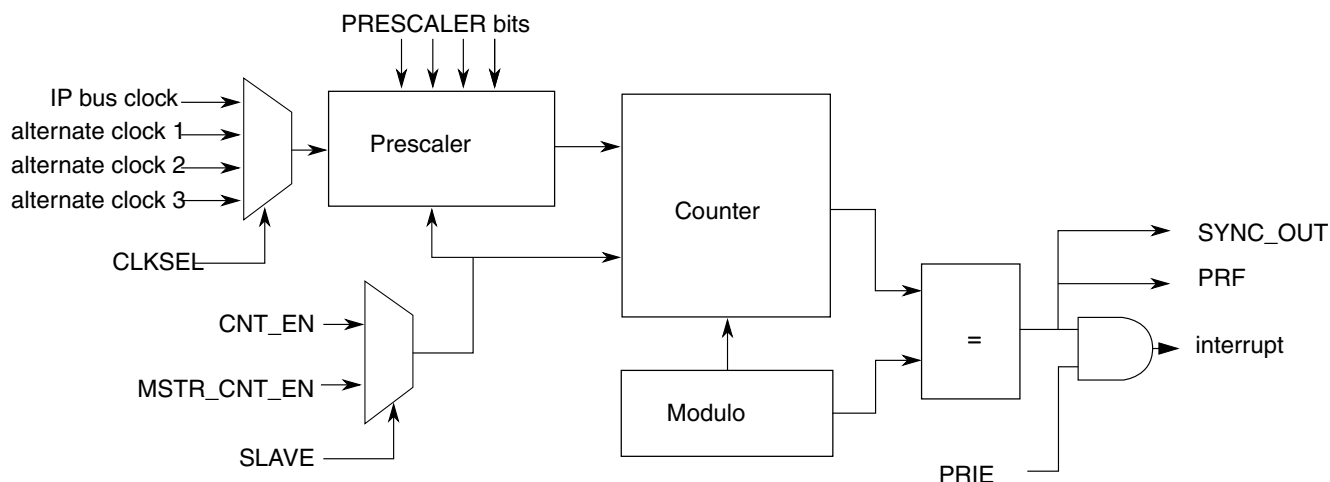 PRESCALER bits
IP bus clock
alternate clock 1
alternate clock 2
alternate clock 3
Prescaler
Counter
CLKSEL
SYNC_OUT
PRF
CNT_EN
=
interrupt
MSTR_CNT_EN
Modulo
SLAVE
PRIE